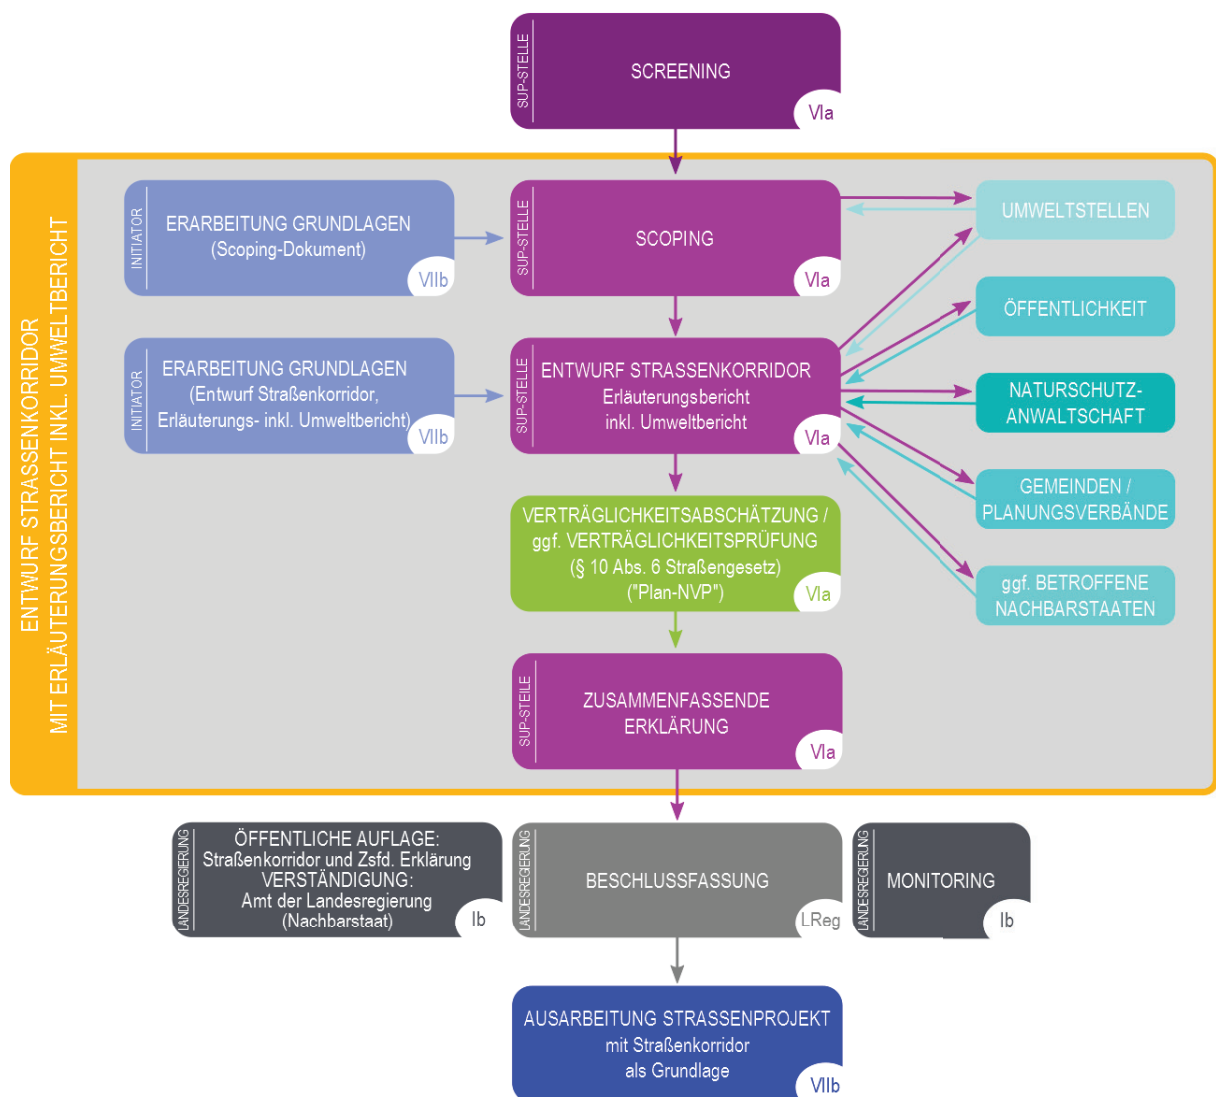 SUP-STELLE
SCREENING
VIa
ENTWURF STRASSENKORRIDOR
MIT ERLÄUTERUNGSBERICHT INKL. UMWELTBERICHT
INITIATOR
ERARBEITUNG GRUNDLAGEN
(Scoping-Dokument)
VIIb
SUP-STELLE
SCOPING
VIa
UMWELTSTELLEN
ÖFFENTLICHKEIT
INITIATOR
ERARBEITUNG GRUNDLAGEN
(Entwurf Straßenkorridor,
Erläuterungs- inkl. Umweltbericht)
VIIb
SUP-STELLE
ENTWURF STRASSENKORRIDOR
Erläuterungsbericht
inkl. Umweltbericht
VIa
NATURSCHUTZ-
ANWALTSCHAFT
GEMEINDEN /
PLANUNGSVERBÄNDE
VERTRÄGLICHKEITSABSCHÄTZUNG /
ggf. VERTRÄGLICHKEITSPRÜFUNG
(§ 10 Abs. 6 Straßengesetz)
("Plan-NVP")
VIa
ggf. BETROFFENE
NACHBARSTAATEN
SUP-STEILE
ZUSAMMENFASSENDE
ERKLÄRUNG
VIa
LANDESREGIERUNG
ÖFFENTLICHE AUFLAGE:
Straßenkorridor und Zsfd. Erklärung
VERSTÄNDIGUNG:
Amt der Landesregierung
(Nachbarstaat)
Ib
LANDESREGIERUNG
BESCHLUSSFASSUNG
LReg
LANDESREGIERUNG
MONITORING
Ib
AUSARBEITUNG STRASSENPROJEKT
mit Straßenkorridor
als Grundlage
VIIb